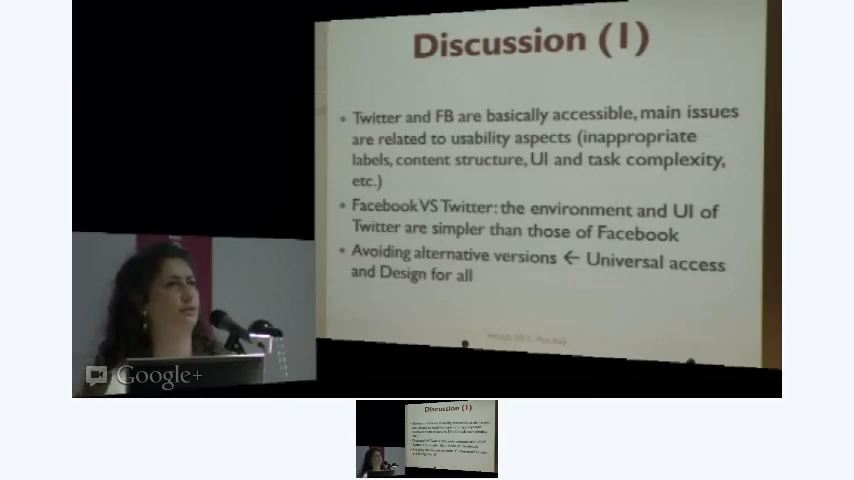 Discussion (1)
• Twitter and FB are basically accessible, main issues
are related to usability aspects (inappropriate
labels, content structure, UI and task complexity,
etc.)
• Facebook VS Twitter: the environment and UI of
Twitter are simpler than those of Facebook
• Avoiding alternative versions ← Universal access
and Design for all
Google+
Discussion (1)